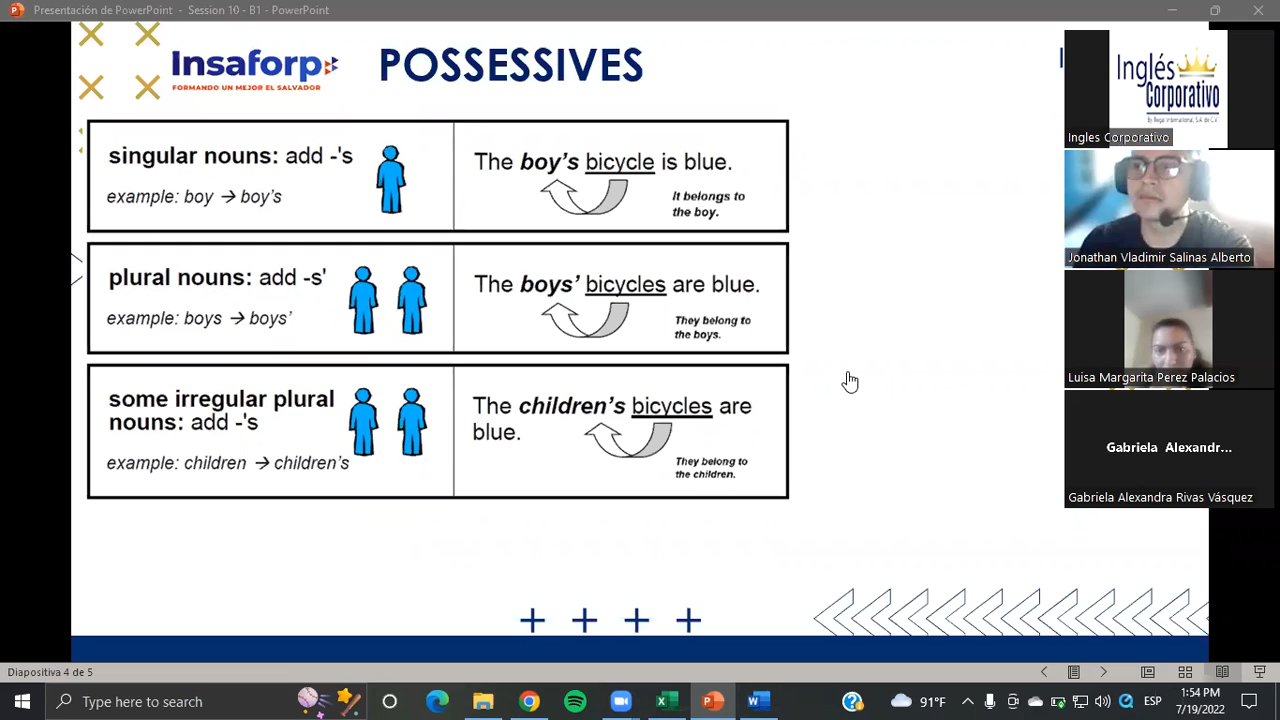 Presentación de PowerPoint - Session 10 - B1 - PowerPoint
Insaforp
FORMANDO UN MEJOR EL SALVADOR
POSSESSIVES
singular nouns: add -'s
example: boy → boy's
The boy's bicycle is blue.
It belongs to
the boy.
plural nouns: add -s'
example: boys → boys'
The boys' bicycles are blue.
They belong to
the boys.
some irregular plural
nouns: add -'s
example: children → children's
The children's bicycles are
blue.
They belong to
the children.
Inglés
Corporativo
By Regal International, S.A. de C.V.
Ingles Corporativo
Jonathan Vladimir Salinas Alberto
Luisa Margarita Perez Palacios
Gabriela Alexandr...
Gabriela Alexandra Rivas Vásquez
Diapositiva 4 de 5
Type here to search
91°F
ESP
1:54 PM
7/19/2022